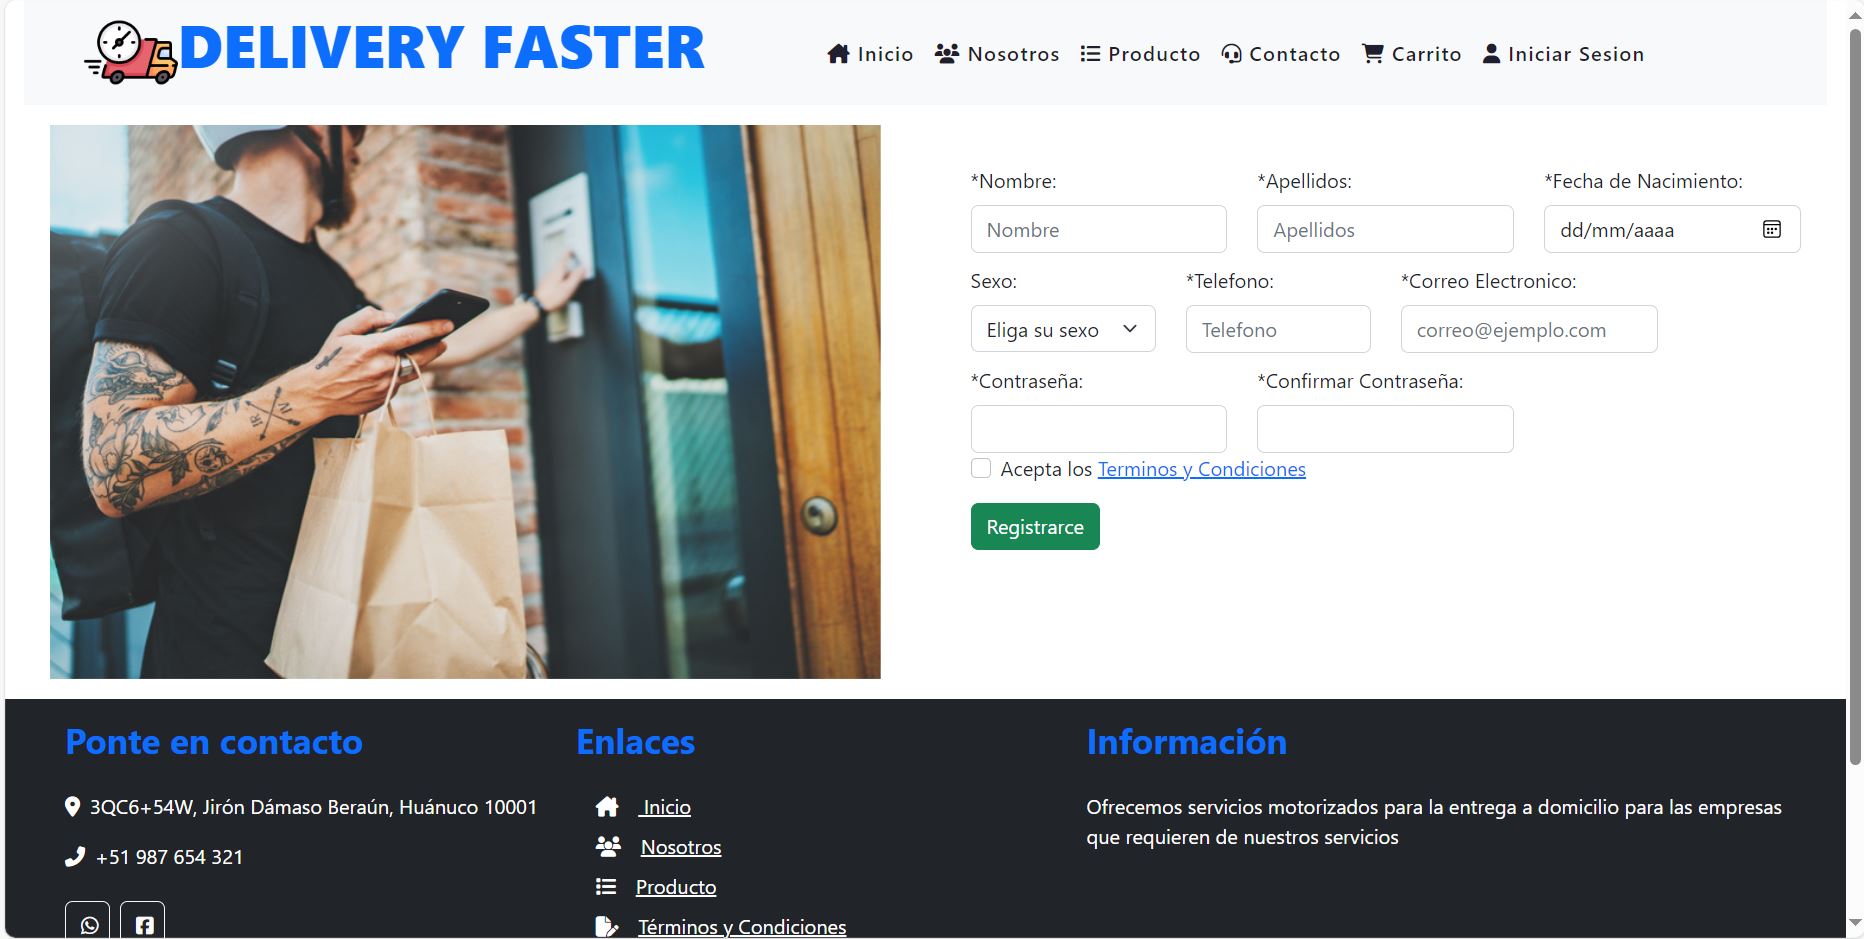 DELIVERY FASTER
Inicio Nosotros Producto Contacto Carrito Iniciar Sesion
*Nombre: *Apellidos: *Fecha de Nacimiento:
Nombre Apellidos dd/mm/aaaa
Sexo: *Telefono: *Correo Electronico:
Eliga su sexo Telefono correo@ejemplo.com
*Contraseña: *Confirmar Contraseña:
Acepta los Terminos y Condiciones
Registrarce
Ponte en contacto
3QC6+54W, Jirón Dámaso Beraún, Huánuco 10001
+51 987 654 321
Enlaces
Inicio
Nosotros
Producto
Términos y Condiciones
Información
Ofrecemos servicios motorizados para la entrega a domicilio para las empresas
que requieren de nuestros servicios